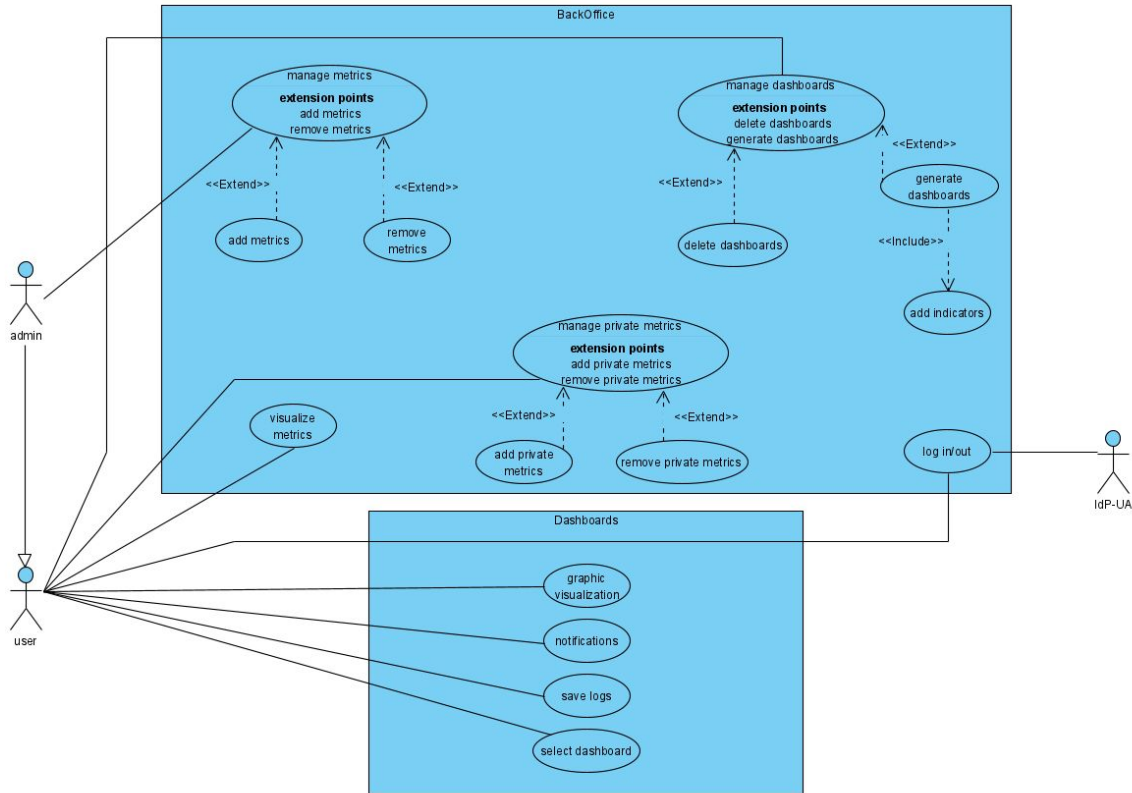 BackOffice
manage metrics
extension points
add metrics
remove metrics
manage dashboards
extension points
delete dashboards
generate dashboards
<<Extend>>
<<Extend>>
<<Extend>>
<<Extend>>
generate
dashboards
add metrics
remove
metrics
delete dashboards
<<Include>>
add indicators
admin
manage private metrics
extension points
add private metrics
remove private metrics
visualize
metrics
<<Extend>>
<<Extend>>
add private
metrics
remove private metrics
log in/out
IdP-UA
Dashboards
graphic
visualization
user
notifications
save logs
select dashboard